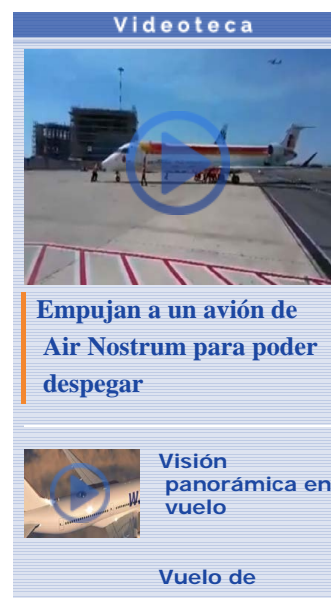 Videoteca
Empujan a un avión de
Air Nostrum para poder
despegar
Visión
panorámica en
vuelo
Vuelo de